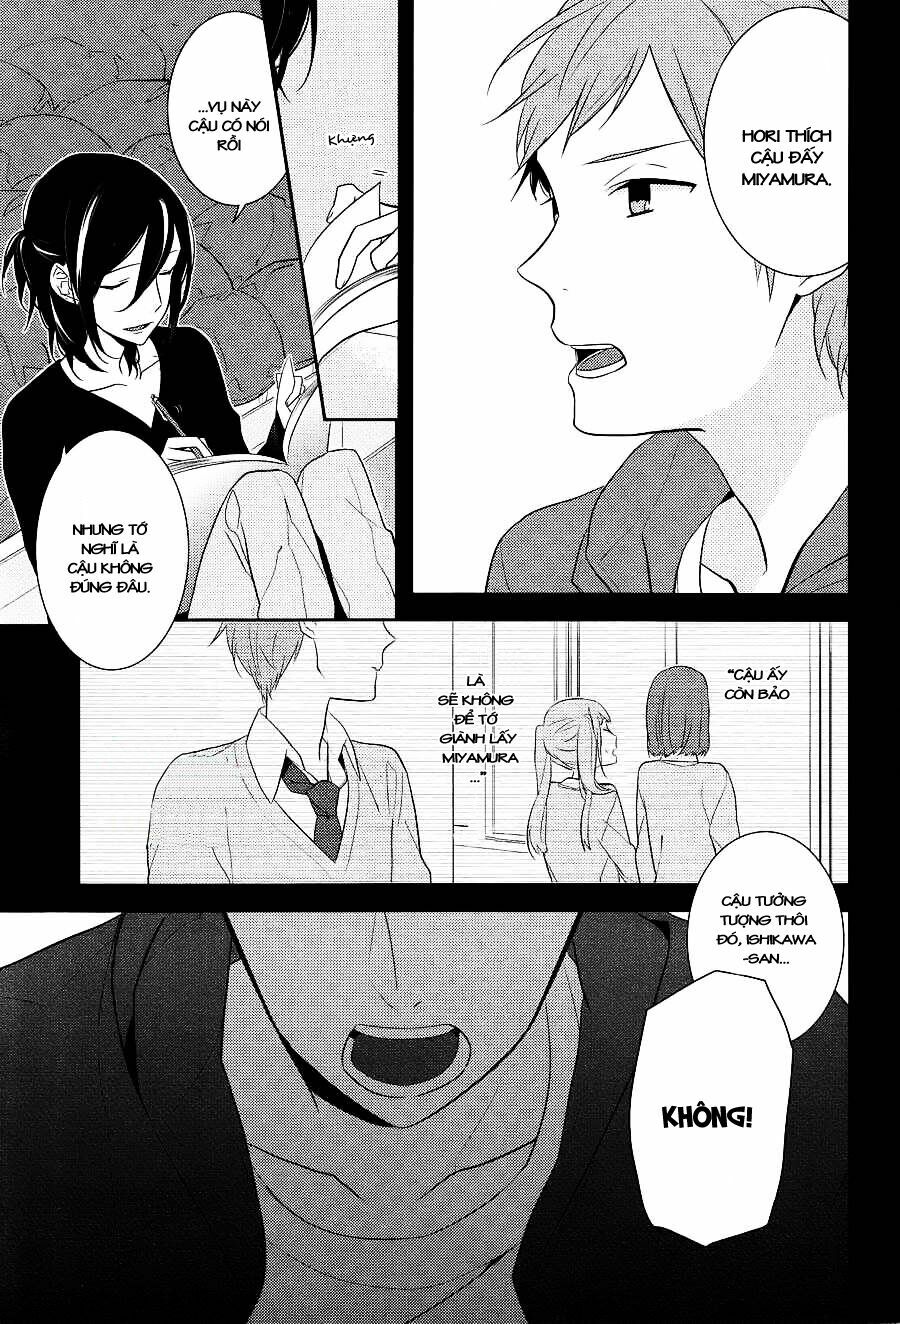 HORI THÍCH
CẬU ĐẤY
MIYAMURA.
Khựng
...VỤ NÀY
CẬU CÓ NÓI
RỒI
NHƯNG TỚ
NGHĨ LÀ
CẬU KHÔNG
ĐÚNG ĐÂU.
"CẬU ẤY
CÒN BẢO
LÀ
SẼ KHÔNG
ĐỂ TỚ
GIÀNH LẤY
MIYAMURA
..."
CẬU TƯỞNG
TƯỢNG THÔI
ĐÓ, ISHIKAWA
-SAN...
KHÔNG!